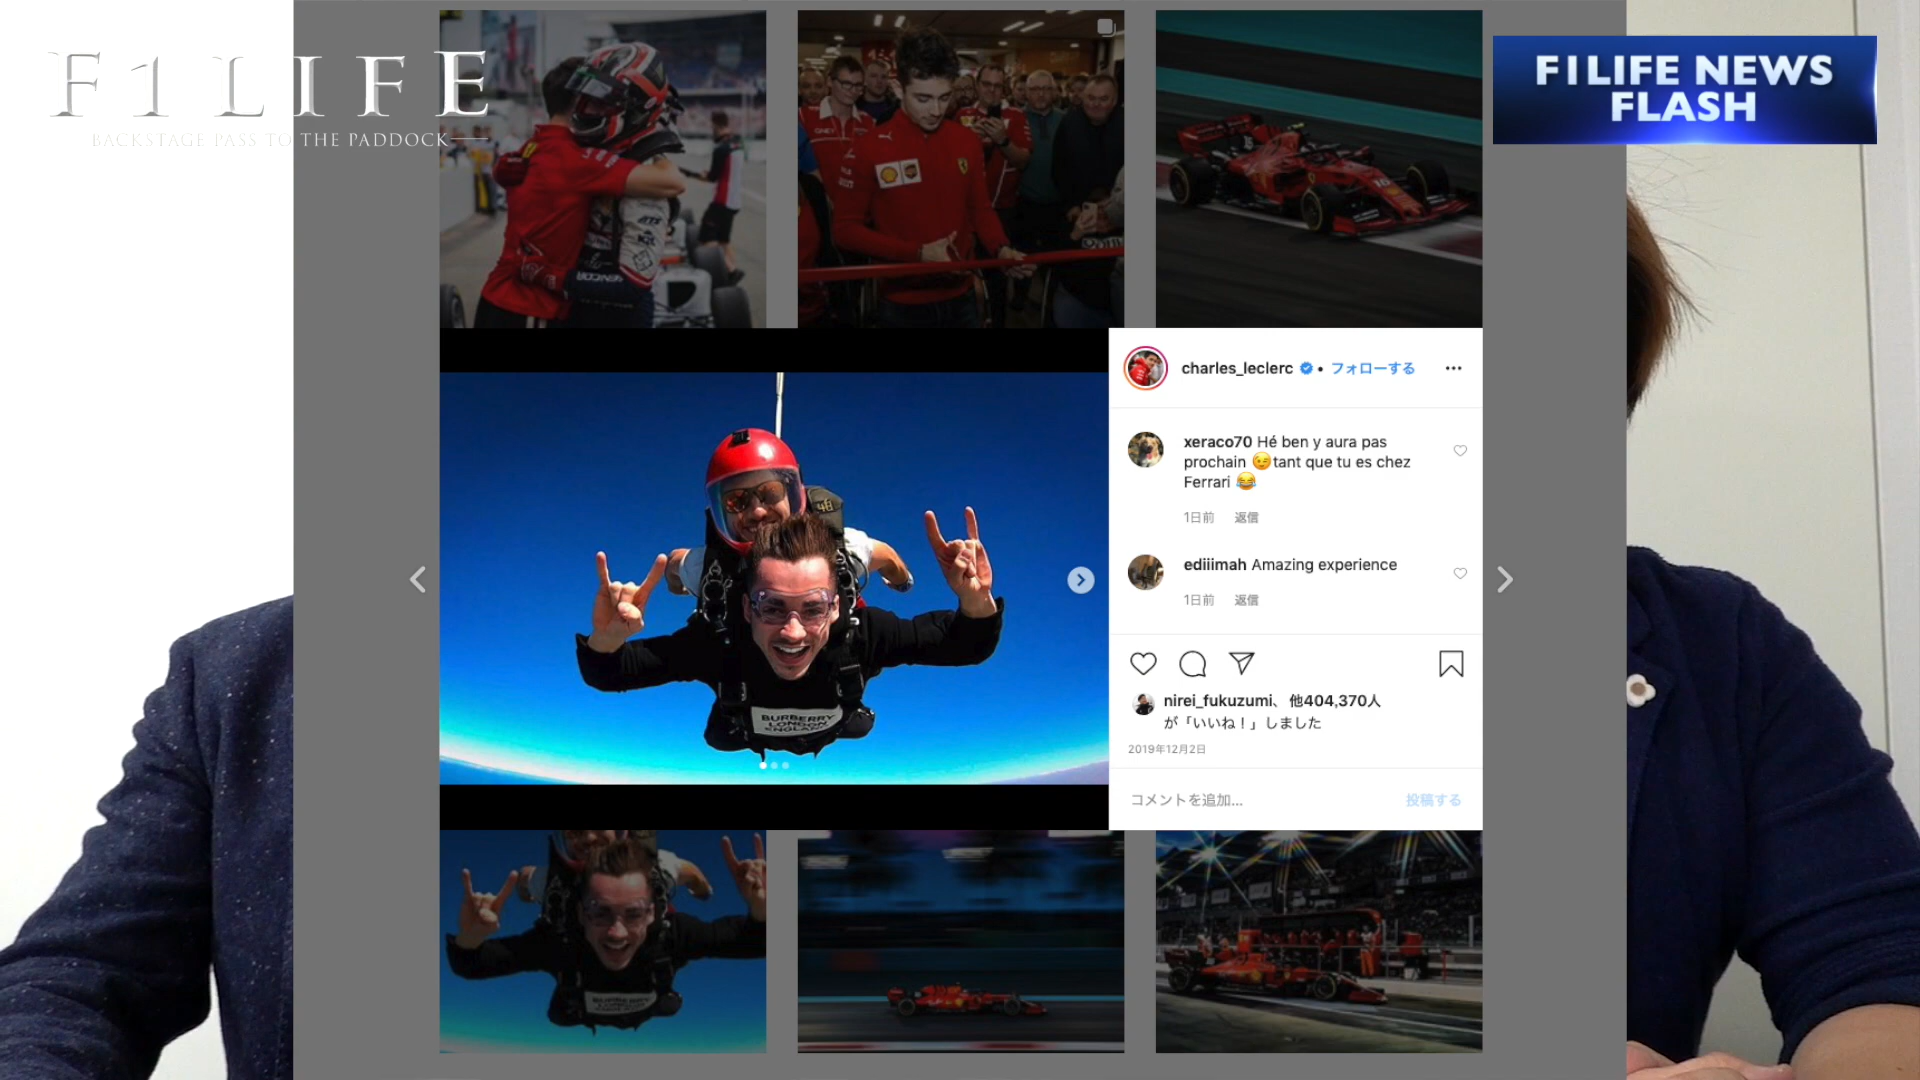 F1LIFE
BACKSTAGE PASS TO THE PADDOCK
F1LIFE NEWS
FLASH
charles_leclerc • フォローする
xeraco70 Hé ben y aura pas
prochain 😉tant que tu es chez
Ferrari 😂
1日前 返信
ediiimah Amazing experience
1日前 返信
nirei_fukuzumi、他404,370人
が「いいね！」しました
2019年12月2日
コメントを追加... 投稿する
BURBERRY
LONDON
ENGLAND